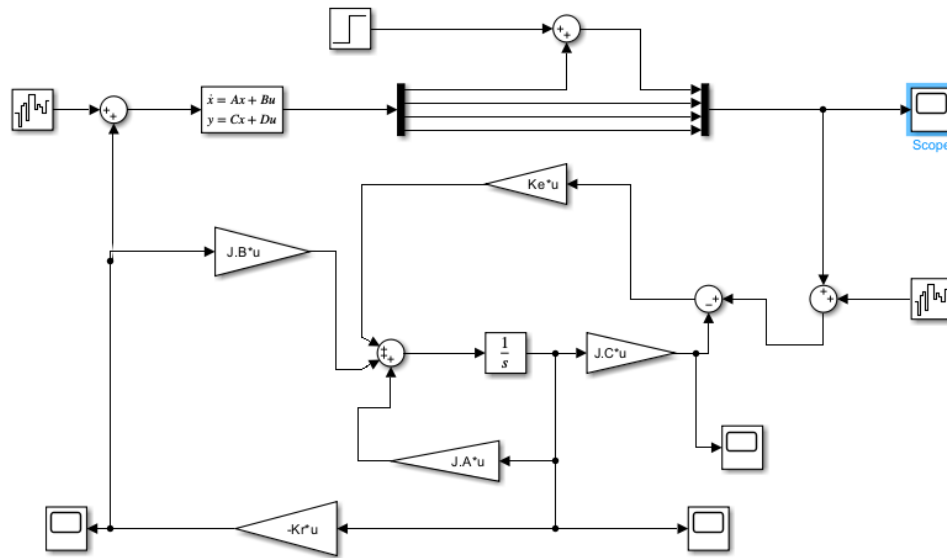 +
+
+
+
ẋ = Ax + Bu
y = Cx + Du
Scope
Ke*u
J.B*u
+
+
−
+
+
+
+
1
s
J.C*u
J.A*u
-Kr*u